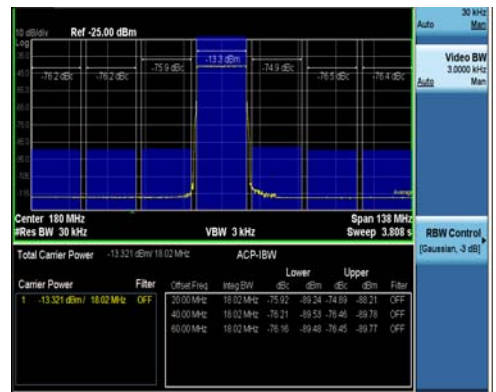 30 kHz
Auto Man
10 dB/div Ref -25.00 dBm
Log
Video BW
3.0000 kHz
Auto Man
-76.2 dBc -76.2 dBc -75.9 dBc -13.3 dBm -74.9 dBc -76.5 dBc -76.4 dBc
Average
Center 180 MHz Span 138 MHz
#Res BW 30 kHz VBW 3 kHz Sweep 3.808 s
RBW Control
[Gaussian, -3 dB]
Total Carrier Power -13.321 dBm/ 18.02 MHz ACP-IBW
Lower Upper
Carrier Power Filter Offset Freq Integ BW dBc dBm dBc dBm Filter
1 -13.321 dBm / 18.02 MHz OFF 20.00 MHz 18.02 MHz -75.92 -89.24 -74.89 -88.21 OFF
40.00 MHz 18.02 MHz -76.21 -89.53 -76.46 -89.78 OFF
60.00 MHz 18.02 MHz -76.16 -89.48 -76.45 -89.77 OFF